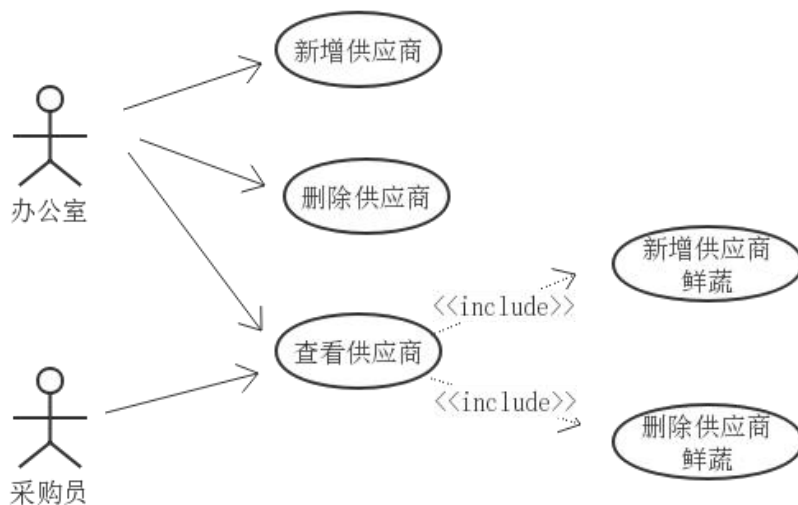 新增供应商
办公室
删除供应商
新增供应商
鲜蔬
<<include>>
查看供应商
<<include>>
删除供应商
鲜蔬
采购员